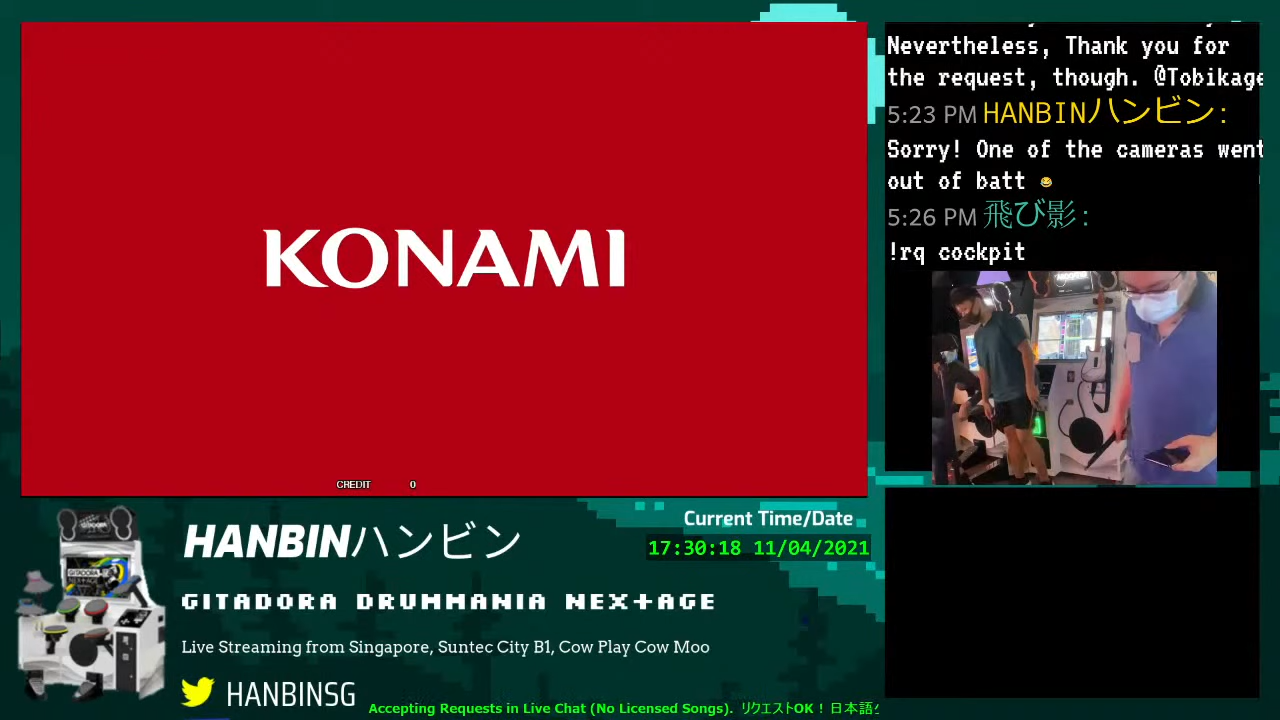 KONAMI
CREDIT 0
Nevertheless, Thank you for
the request, though. @Tobikage
5:23 PM HANBINハンビン:
Sorry! One of the cameras went
out of batt
5:26 PM 飛び影:
!rq cockpit
HANBINハンビン
Current Time/Date
17:30:18 11/04/2021
GITADORA DRUMMANIA NEX+AGE
Live Streaming from Singapore, Suntec City B1, Cow Play Cow Moo
HANBINSG
Accepting Requests in Live Chat (No Licensed Songs). リクエストOK！日本語
GITADORA
NEX+AGE